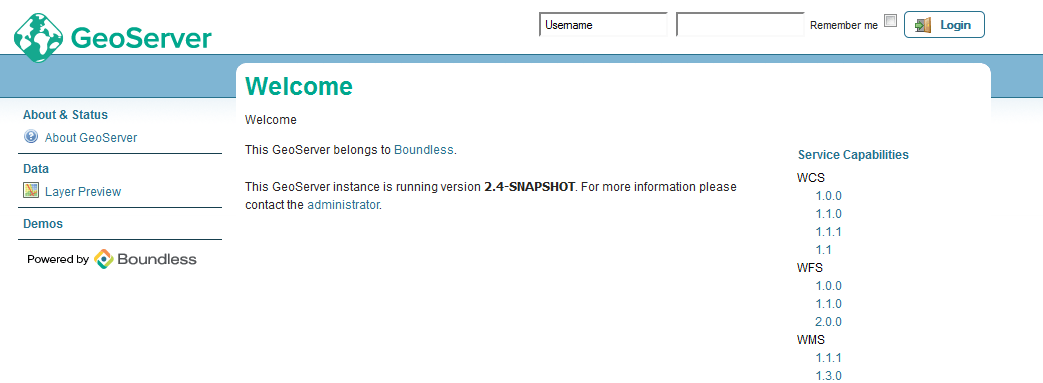 GeoServer
Username
Remember me
Login
Welcome
Welcome
This GeoServer belongs to Boundless.
This GeoServer instance is running version 2.4-SNAPSHOT. For more information please
contact the administrator.
About & Status
About GeoServer
Data
Layer Preview
Demos
Powered by Boundless
Service Capabilities
WCS
1.0.0
1.1.0
1.1.1
1.1
WFS
1.0.0
1.1.0
2.0.0
WMS
1.1.1
1.3.0